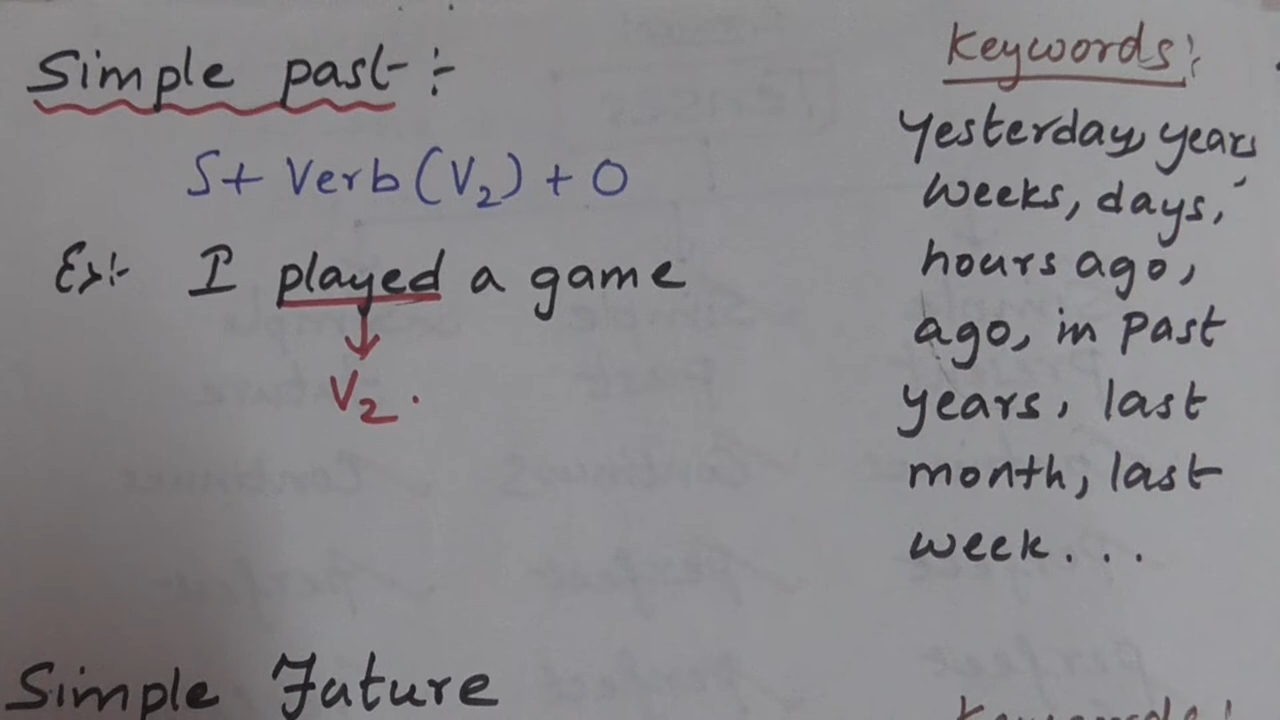 Simple past :-
S + Verb (V2) + O
Ex:- I played a game
V2.
Keywords:
Yesterday, years,
weeks, days,
hours ago,
ago, in past
years, last
month, last
week...
Simple Future
Keywords: